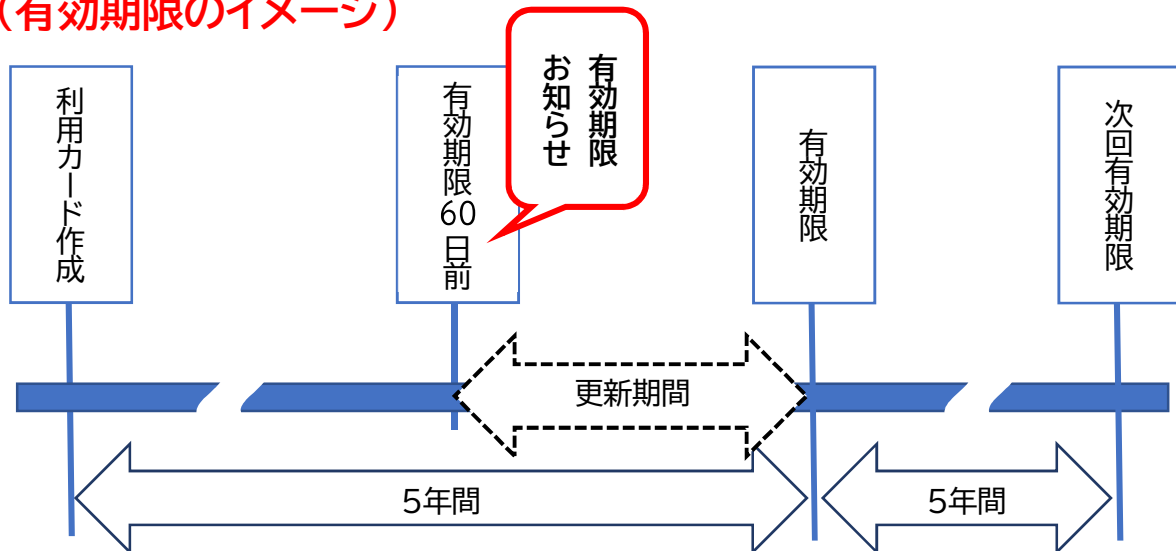 （有効期限のイメージ）
利用カード作成
有効期限60日前
有効期限
お知らせ
有効期限
次回有効期限
更新期間
5年間
5年間